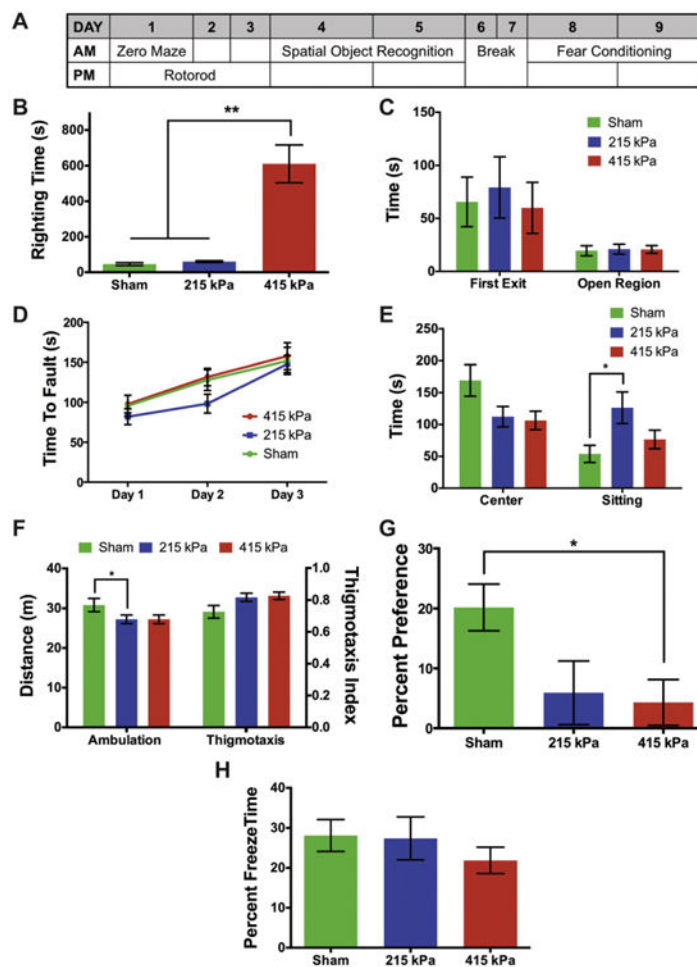 A
DAY 1 2 3 4 5 6 7 8 9
AM Zero Maze Spatial Object Recognition Break Fear Conditioning
PM Rotorod
B
Righting Time (s)
800
600
400
200
0
**
Sham 215 kPa 415 kPa
C
Time (s)
150
100
50
0
Sham
215 kPa
415 kPa
First Exit Open Region
D
Time To Fault (s)
200
150
100
50
0
415 kPa
215 kPa
Sham
Day 1 Day 2 Day 3
E
Time (s)
250
200
150
100
50
0
Sham
215 kPa
415 kPa
*
Center Sitting
F
Sham 215 kPa 415 kPa
Distance (m)
40
30
20
10
0
*
1.0
0.8
0.6
0.4
0.2
0.0
Thigmotaxis Index
Ambulation Thigmotaxis
G
Percent Preference
30
20
10
0
*
Sham 215 kPa 415 kPa
H
Percent FreezeTime
40
30
20
10
0
Sham 215 kPa 415 kPa